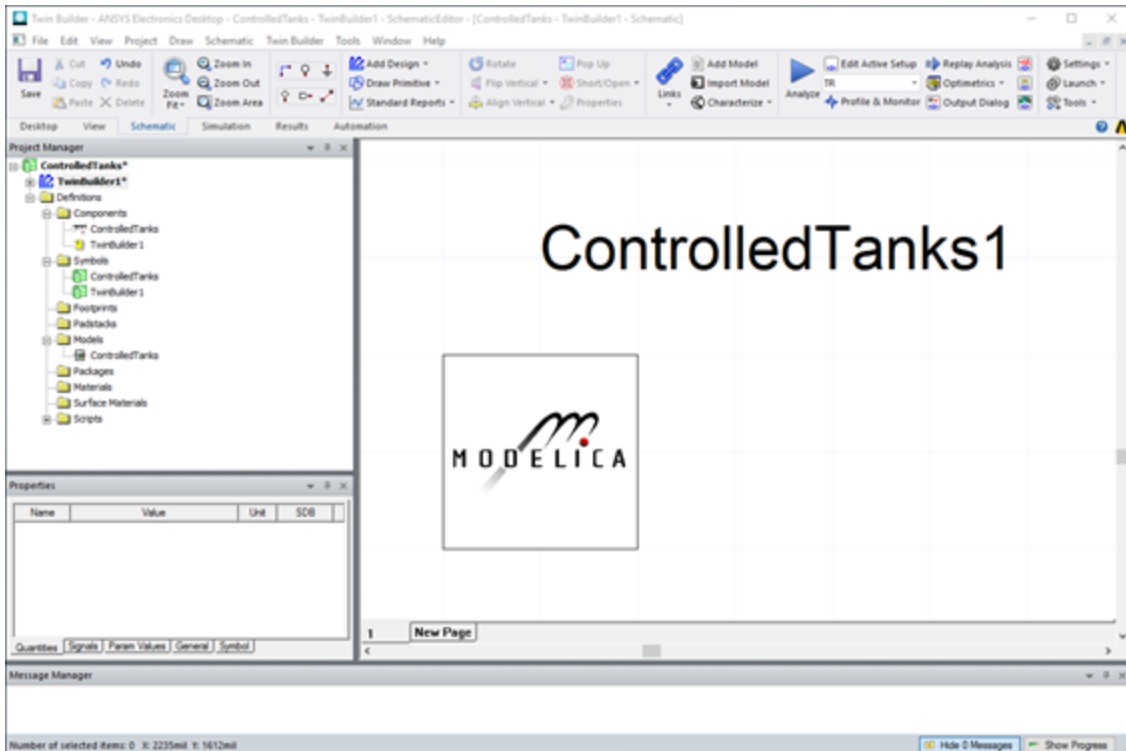 Twin Builder - ANSYS Electronics Desktop - ControlledTanks - TwinBuilder1 - SchematicEditor - [ControlledTanks - TwinBuilder1 - Schematic]
File Edit View Project Draw Schematic Twin Builder Tools Window Help
Save
Cut Undo
Copy Redo
Paste Delete
Zoom Fit
Zoom In
Zoom Out
Zoom Area
Add Design
Draw Primitive
Standard Reports
Rotate Pop Up
Flip Vertical Short/Open
Align Vertical Properties
Links
Add Model
Import Model
Characterize
Analyze
Edit Active Setup Replay Analysis
TR Optimetrics
Profile & Monitor Output Dialog
Settings
Launch
Tools
Desktop View Schematic Simulation Results Automation
Project Manager
ControlledTanks*
TwinBuilder1*
Definitions
Components
ControlledTanks
TwinBuilder1
Symbols
ControlledTanks
TwinBuilder1
Footprints
Padstacks
Models
ControlledTanks
Packages
Materials
Surface Materials
Scripts
ControlledTanks1
MODELICA
Properties
Name Value Unit SDB
Quantities Signals Param Values General Symbol
1 New Page
Message Manager
Number of selected items: 0 X: 2235mil Y: 1612mil
Hide 0 Messages Show Progress